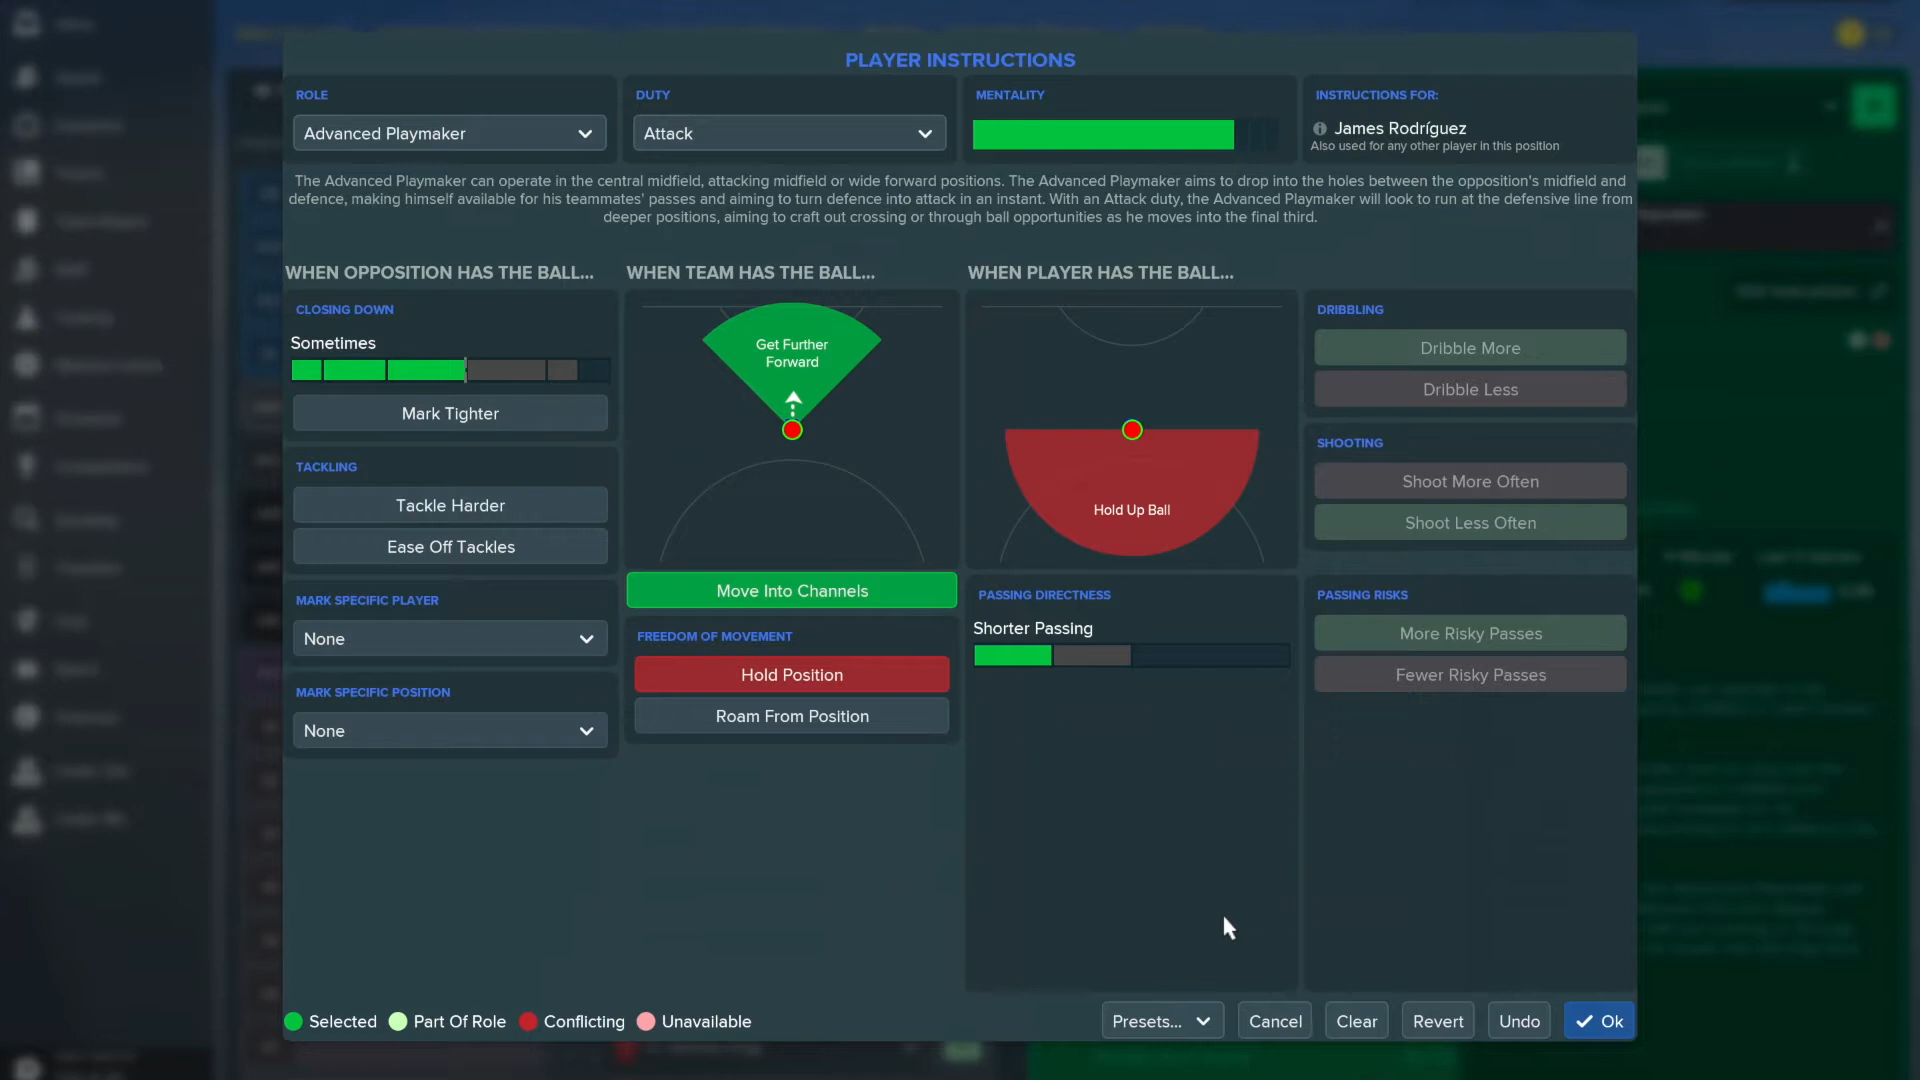 PLAYER INSTRUCTIONS
ROLE
Advanced Playmaker
DUTY
Attack
MENTALITY
INSTRUCTIONS FOR:
James Rodríguez
Also used for any other player in this position
The Advanced Playmaker can operate in the central midfield, attacking midfield or wide forward positions. The Advanced Playmaker aims to drop into the holes between the opposition's midfield and
defence, making himself available for his teammates' passes and aiming to turn defence into attack in an instant. With an Attack duty, the Advanced Playmaker will look to run at the defensive line from
deeper positions, aiming to craft out crossing or through ball opportunities as he moves into the final third.
WHEN OPPOSITION HAS THE BALL...
CLOSING DOWN
Sometimes
Mark Tighter
TACKLING
Tackle Harder
Ease Off Tackles
MARK SPECIFIC PLAYER
None
MARK SPECIFIC POSITION
None
WHEN TEAM HAS THE BALL...
Get Further
Forward
Move Into Channels
FREEDOM OF MOVEMENT
Hold Position
Roam From Position
WHEN PLAYER HAS THE BALL...
Hold Up Ball
PASSING DIRECTNESS
Shorter Passing
DRIBBLING
Dribble More
Dribble Less
SHOOTING
Shoot More Often
Shoot Less Often
PASSING RISKS
More Risky Passes
Fewer Risky Passes
Selected
Part Of Role
Conflicting
Unavailable
Presets...
Cancel
Clear
Revert
Undo
Ok